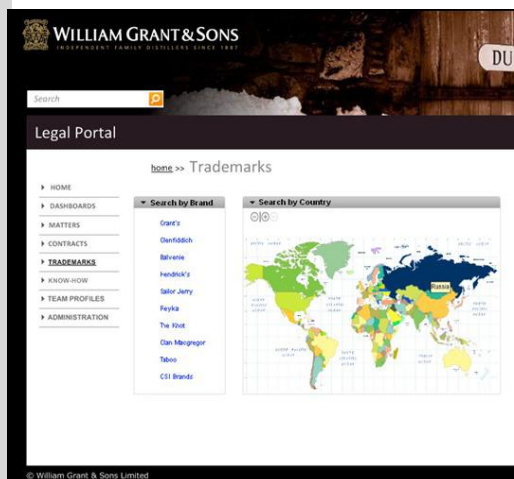 WILLIAM GRANT & SONS
INDEPENDENT FAMILY DISTILLERS SINCE 1887
DU
Search
Legal Portal
home >> Trademarks
HOME
DASHBOARDS
MATTERS
CONTRACTS
TRADEMARKS
KNOW-HOW
TEAM PROFILES
ADMINISTRATION
Search by Brand
Grant's
Glenfiddich
Balvenie
Hendrick's
Sailor Jerry
Reyka
The Knot
Clan Macgregor
Taboo
CSI Brands
Search by Country
Russia
© William Grant & Sons Limited